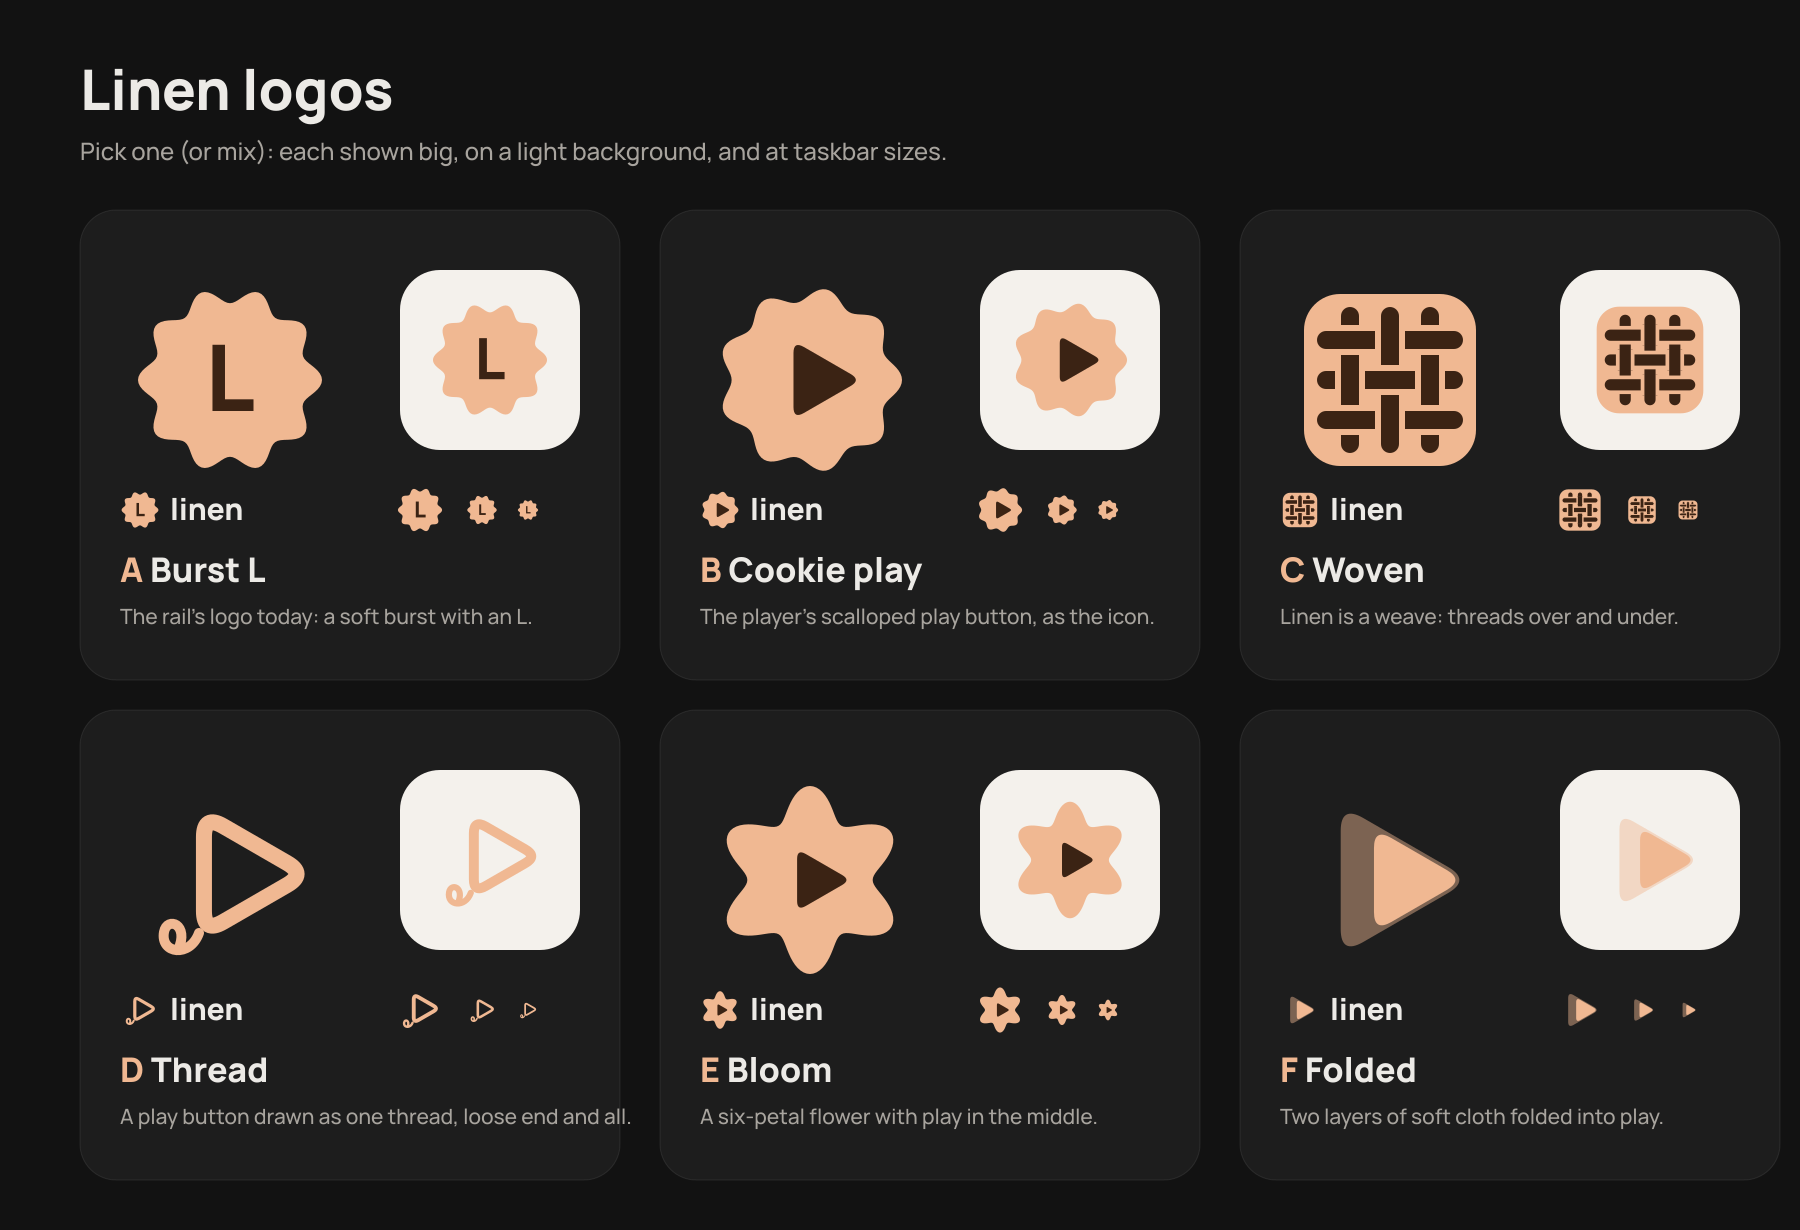 Linen logos
Pick one (or mix): each shown big, on a light background, and at taskbar sizes.
L
L
L linen
L L L
A Burst L
The rail's logo today: a soft burst with an L.
linen
B Cookie play
The player's scalloped play button, as the icon.
linen
C Woven
Linen is a weave: threads over and under.
linen
D Thread
A play button drawn as one thread, loose end and all.
linen
E Bloom
A six-petal flower with play in the middle.
linen
F Folded
Two layers of soft cloth folded into play.